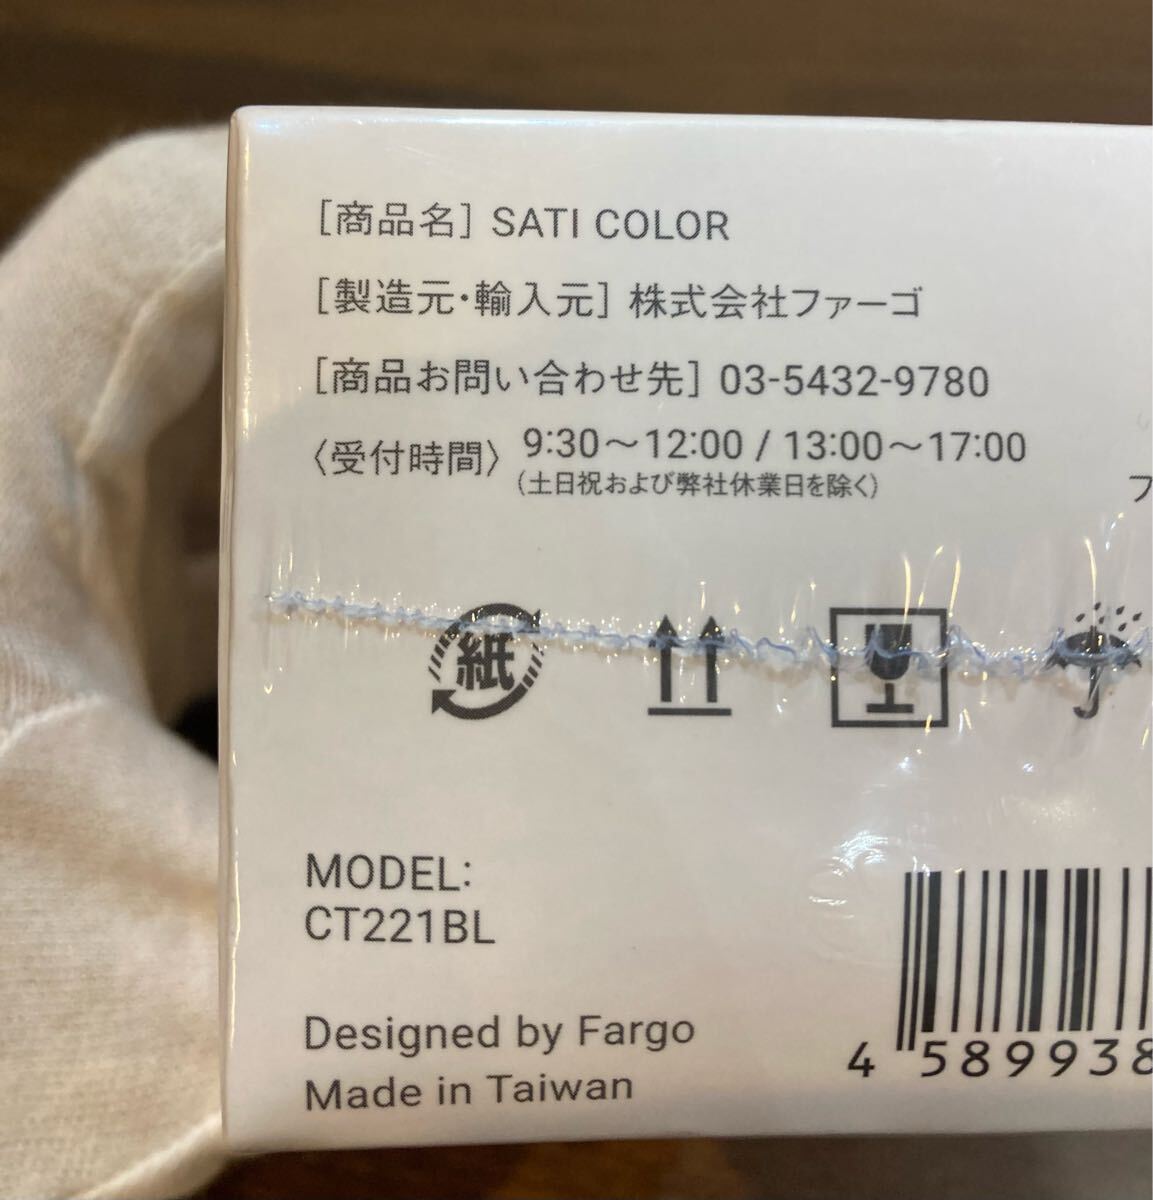 [商品名] SATI COLOR
[製造元・輸入元] 株式会社ファーゴ
[商品お問い合わせ先] 03-5432-9780
〈受付時間〉 9:30〜12:00 / 13:00〜17:00
(土日祝および弊社休業日を除く)
フ
紙
MODEL:
CT221BL
Designed by Fargo
Made in Taiwan
4 589938